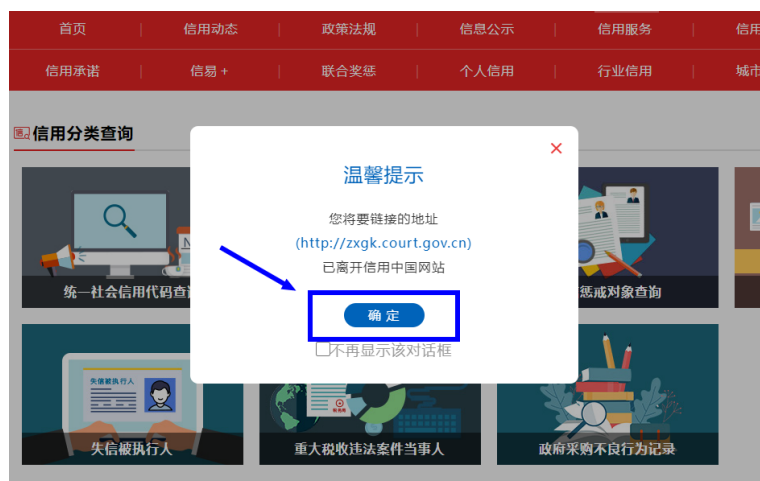 首页
信用动态
政策法规
信息公示
信用服务
信用
信用承诺
信易 +
联合奖惩
个人信用
行业信用
城市
信用分类查询
温馨提示
您将要链接的地址
(http://zxgk.court.gov.cn)
已离开信用中国网站
确 定
不再显示该对话框
统一社会信用代码查
惩戒对象查询
失信被执行人
失信被执行人
重大税收违法案件当事人
政府采购不良行为记录